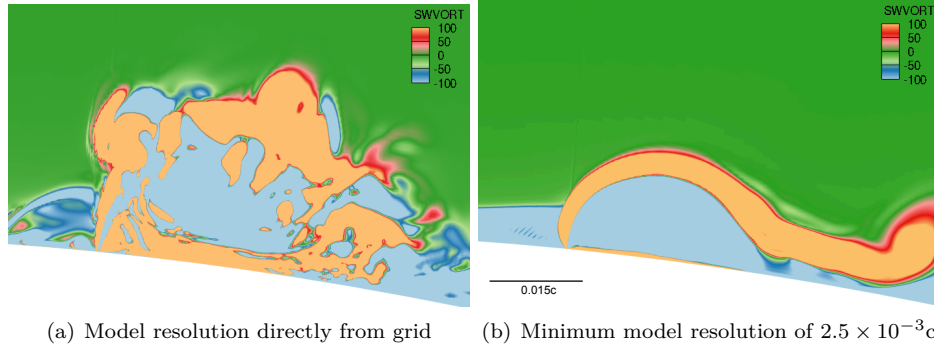 SWVORT
100
50
0
-50
-100
SWVORT
100
50
0
-50
-100
0.015c
(a) Model resolution directly from grid
(b) Minimum model resolution of 2.5 × 10⁻³c